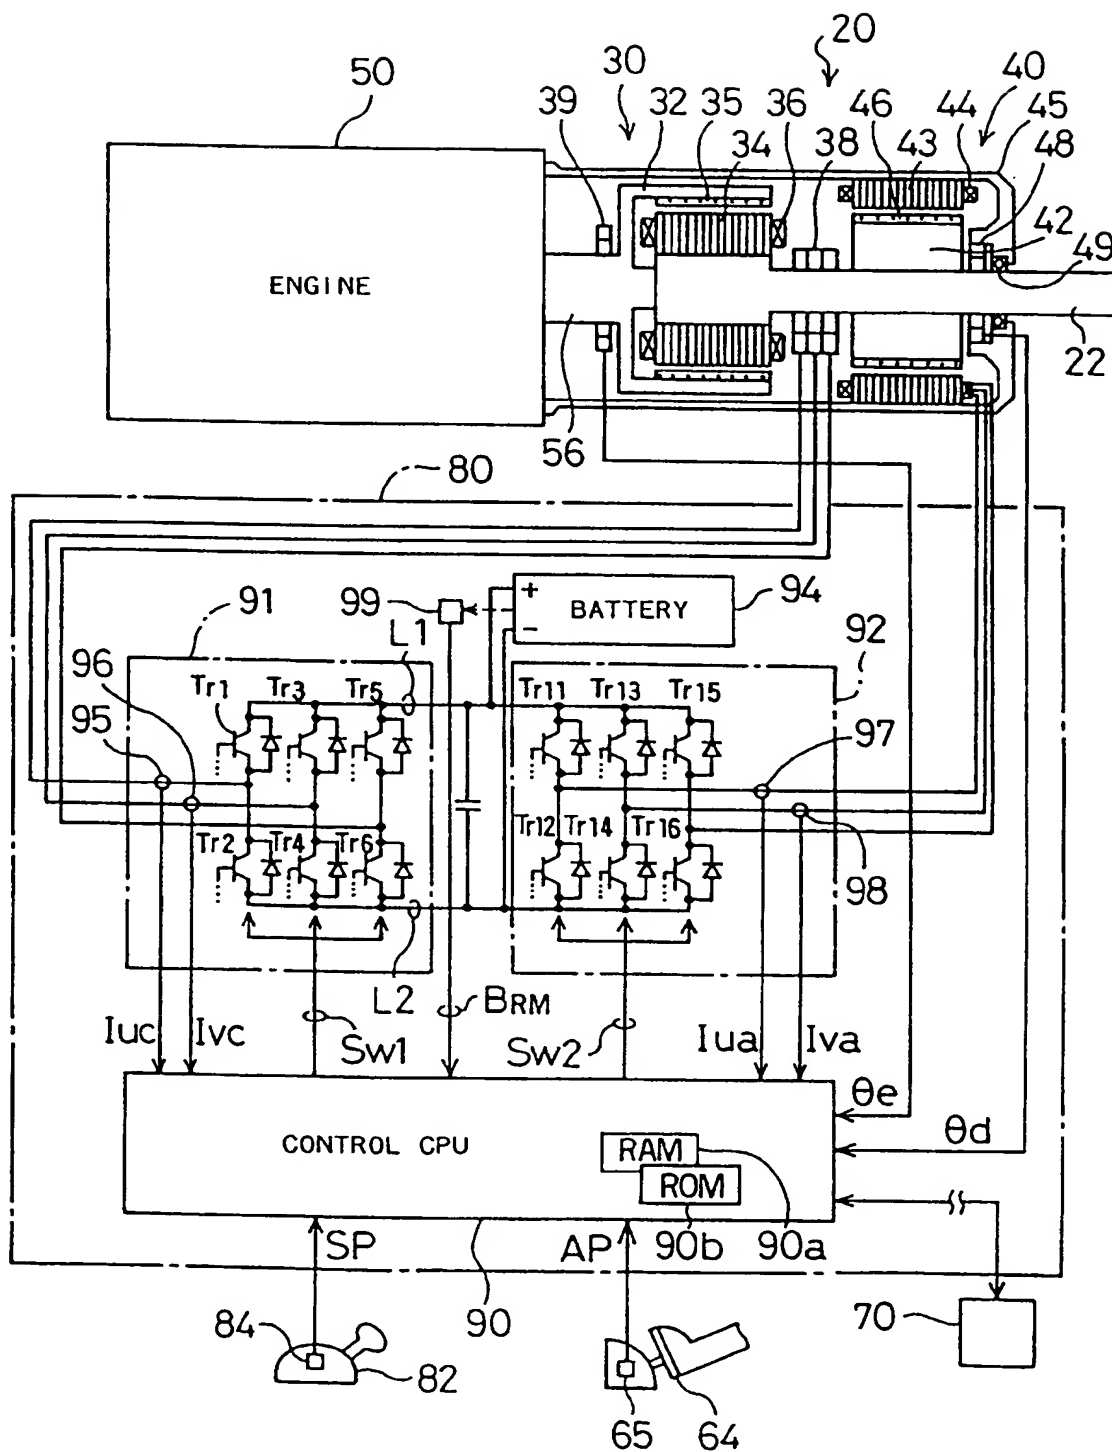 20
50
30
40
39
32
35
36
46
44
45
34
38
43
48
42
49
ENGINE
22
56
80
91
99
+
BATTERY
-
94
L1
92
96
95
Tr1
Tr3
Tr5
Tr11
Tr13
Tr15
97
Tr2
Tr4
Tr6
Tr12
Tr14
Tr16
98
L2
BRM
Iuc
Ivc
Sw1
Sw2
Iua
Iva
θe
θd
CONTROL CPU
RAM
ROM
SP
AP
90b
90a
84
90
70
82
65
64